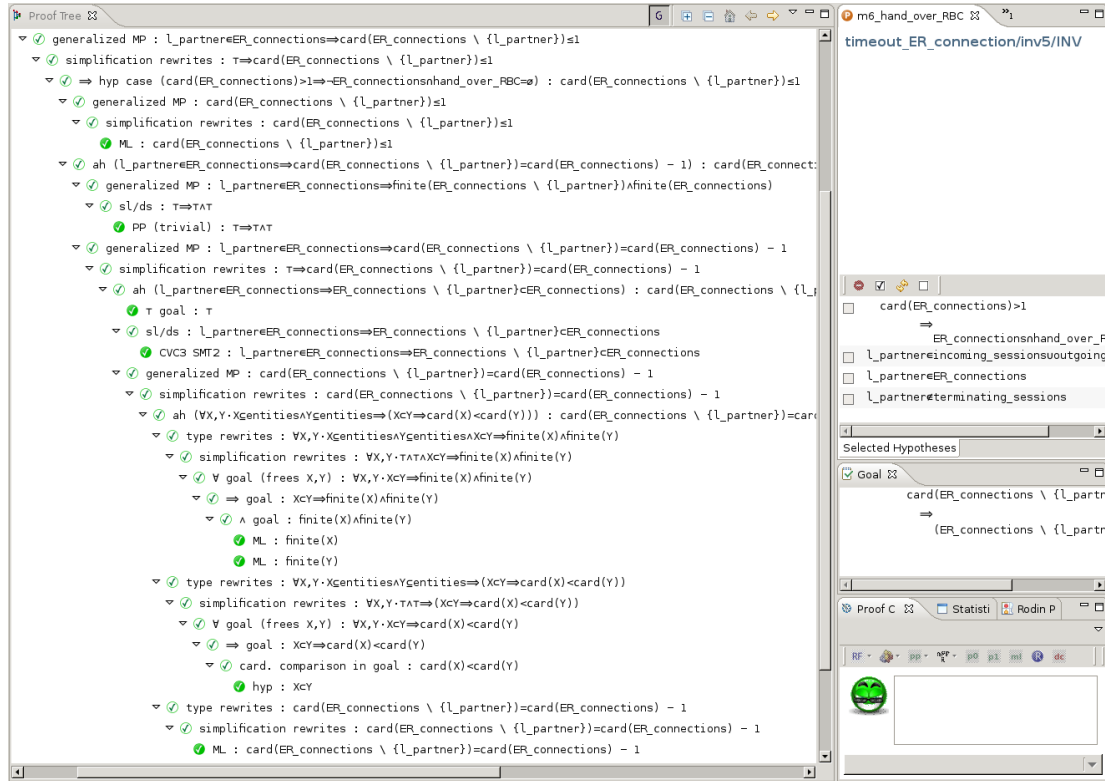 Proof Tree
G
generalized MP : l_partner∈ER_connections⇒card(ER_connections \ {l_partner})≤1
simplification rewrites : ⊤⇒card(ER_connections \ {l_partner})≤1
⇒ hyp case (card(ER_connections)>1⇒¬ER_connections∩hand_over_RBC=∅) : card(ER_connections \ {l_partner})≤1
generalized MP : card(ER_connections \ {l_partner})≤1
simplification rewrites : card(ER_connections \ {l_partner})≤1
ML : card(ER_connections \ {l_partner})≤1
ah (l_partner∈ER_connections⇒card(ER_connections \ {l_partner})=card(ER_connections) − 1) : card(ER_connecti
generalized MP : l_partner∈ER_connections⇒finite(ER_connections \ {l_partner})∧finite(ER_connections)
sl/ds : ⊤⇒⊤∧⊤
PP (trivial) : ⊤⇒⊤∧⊤
generalized MP : l_partner∈ER_connections⇒card(ER_connections \ {l_partner})=card(ER_connections) − 1
simplification rewrites : ⊤⇒card(ER_connections \ {l_partner})=card(ER_connections) − 1
ah (l_partner∈ER_connections⇒ER_connections \ {l_partner}⊂ER_connections) : card(ER_connections \ {l_p
⊤ goal : ⊤
sl/ds : l_partner∈ER_connections⇒ER_connections \ {l_partner}⊂ER_connections
CVC3 SMT2 : l_partner∈ER_connections⇒ER_connections \ {l_partner}⊂ER_connections
generalized MP : card(ER_connections \ {l_partner})=card(ER_connections) − 1
simplification rewrites : card(ER_connections \ {l_partner})=card(ER_connections) − 1
ah (∀X,Y·X⊆entities∧Y⊆entities⇒(X⊂Y⇒card(X)<card(Y))) : card(ER_connections \ {l_partner})=card
type rewrites : ∀X,Y·X⊆entities∧Y⊆entities∧X⊂Y⇒finite(X)∧finite(Y)
simplification rewrites : ∀X,Y·⊤∧⊤∧X⊂Y⇒finite(X)∧finite(Y)
∀ goal (frees X,Y) : ∀X,Y·X⊂Y⇒finite(X)∧finite(Y)
⇒ goal : X⊂Y⇒finite(X)∧finite(Y)
∧ goal : finite(X)∧finite(Y)
ML : finite(X)
ML : finite(Y)
type rewrites : ∀X,Y·X⊆entities∧Y⊆entities⇒(X⊂Y⇒card(X)<card(Y))
simplification rewrites : ∀X,Y·⊤∧⊤⇒(X⊂Y⇒card(X)<card(Y))
∀ goal (frees X,Y) : ∀X,Y·X⊂Y⇒card(X)<card(Y)
⇒ goal : X⊂Y⇒card(X)<card(Y)
card. comparison in goal : card(X)<card(Y)
hyp : X⊂Y
type rewrites : card(ER_connections \ {l_partner})=card(ER_connections) − 1
simplification rewrites : card(ER_connections \ {l_partner})=card(ER_connections) − 1
ML : card(ER_connections \ {l_partner})=card(ER_connections) − 1
m6_hand_over_RBC
»1
timeout_ER_connection/inv5/INV
card(ER_connections)>1
⇒
ER_connections∩hand_over_R
l_partner∈incoming_sessions∪outgoing
l_partner∈ER_connections
l_partner∉terminating_sessions
Selected Hypotheses
Goal
card(ER_connections \ {l_partn
⇒
(ER_connections \ {l_partn
Proof C
Statisti
Rodin P
RF
pp
p0
p1
ml
R
dc